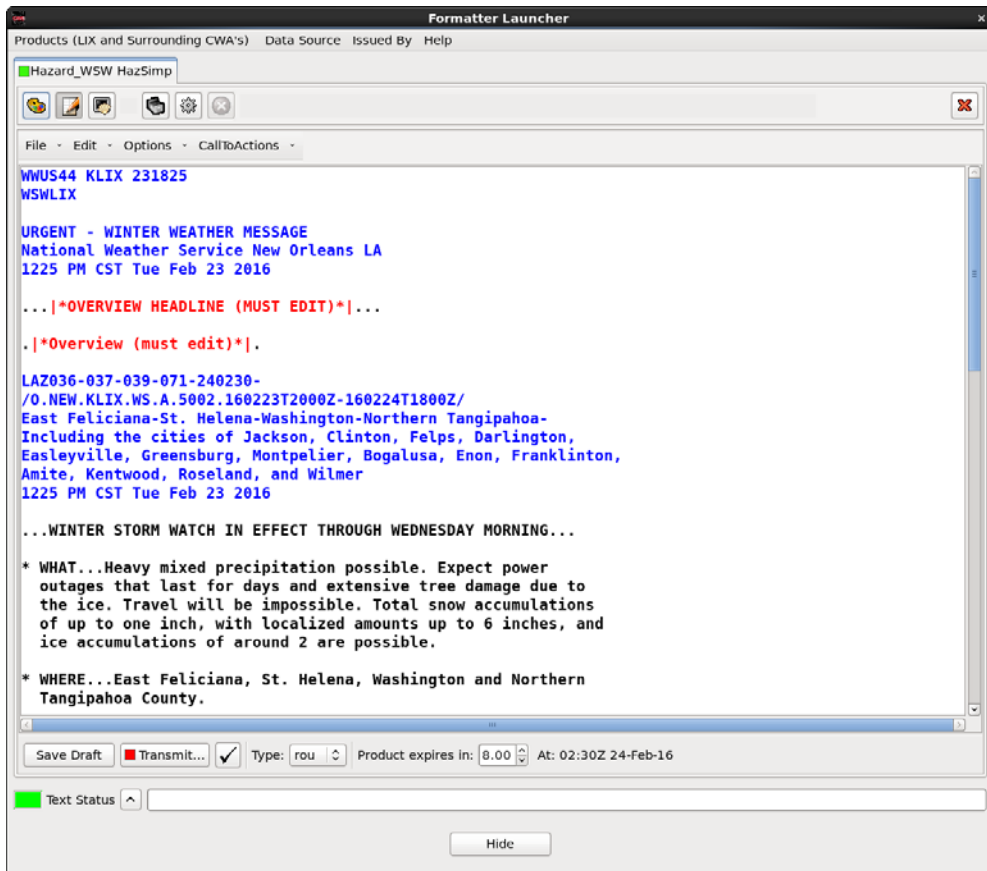 Formatter Launcher
Products (LIX and Surrounding CWA's) Data Source Issued By Help
Hazard_WSW HazSimp
File Edit Options CallToActions
WWUS44 KLIX 231825
WSWLIX
URGENT - WINTER WEATHER MESSAGE
National Weather Service New Orleans LA
1225 PM CST Tue Feb 23 2016
...|*OVERVIEW HEADLINE (MUST EDIT)*|...
.|*Overview (must edit)*|.
LAZ036-037-039-071-240230-
/O.NEW.KLIX.WS.A.5002.160223T2000Z-160224T1800Z/
East Feliciana-St. Helena-Washington-Northern Tangipahoa-
Including the cities of Jackson, Clinton, Felps, Darlington,
Easleyville, Greensburg, Montpelier, Bogalusa, Enon, Franklinton,
Amite, Kentwood, Roseland, and Wilmer
1225 PM CST Tue Feb 23 2016
...WINTER STORM WATCH IN EFFECT THROUGH WEDNESDAY MORNING...
* WHAT...Heavy mixed precipitation possible. Expect power
outages that last for days and extensive tree damage due to
the ice. Travel will be impossible. Total snow accumulations
of up to one inch, with localized amounts up to 6 inches, and
ice accumulations of around 2 are possible.
* WHERE...East Feliciana, St. Helena, Washington and Northern
Tangipahoa County.
Save Draft Transmit... Type: rou Product expires in: 8.00 At: 02:30Z 24-Feb-16
Text Status
Hide